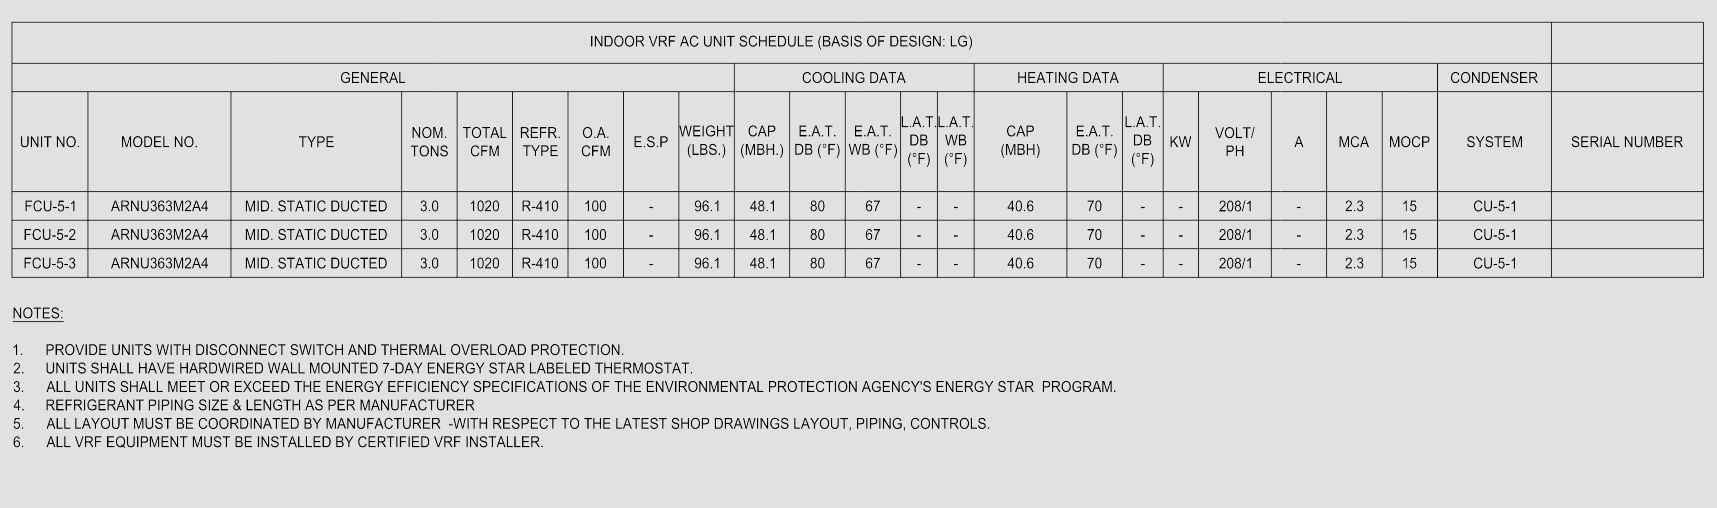 INDOOR VRF AC UNIT SCHEDULE (BASIS OF DESIGN: LG)
GENERAL COOLING DATA HEATING DATA ELECTRICAL CONDENSER
UNIT NO. MODEL NO. TYPE NOM. TONS TOTAL CFM REFR. TYPE O.A. CFM E.S.P WEIGHT (LBS.) CAP (MBH.) E.A.T. DB (°F) E.A.T. WB (°F) L.A.T. DB (°F) L.A.T. WB (°F) CAP (MBH) E.A.T. DB (°F) L.A.T. DB (°F) KW VOLT/ PH A MCA MOCP SYSTEM SERIAL NUMBER
FCU-5-1 ARNU363M2A4 MID. STATIC DUCTED 3.0 1020 R-410 100 - 96.1 48.1 80 67 - - 40.6 70 - - 208/1 - 2.3 15 CU-5-1
FCU-5-2 ARNU363M2A4 MID. STATIC DUCTED 3.0 1020 R-410 100 - 96.1 48.1 80 67 - - 40.6 70 - - 208/1 - 2.3 15 CU-5-1
FCU-5-3 ARNU363M2A4 MID. STATIC DUCTED 3.0 1020 R-410 100 - 96.1 48.1 80 67 - - 40.6 70 - - 208/1 - 2.3 15 CU-5-1
NOTES:
1. PROVIDE UNITS WITH DISCONNECT SWITCH AND THERMAL OVERLOAD PROTECTION.
2. UNITS SHALL HAVE HARDWIRED WALL MOUNTED 7-DAY ENERGY STAR LABELED THERMOSTAT.
3. ALL UNITS SHALL MEET OR EXCEED THE ENERGY EFFICIENCY SPECIFICATIONS OF THE ENVIRONMENTAL PROTECTION AGENCY'S ENERGY STAR PROGRAM.
4. REFRIGERANT PIPING SIZE & LENGTH AS PER MANUFACTURER
5. ALL LAYOUT MUST BE COORDINATED BY MANUFACTURER -WITH RESPECT TO THE LATEST SHOP DRAWINGS LAYOUT, PIPING, CONTROLS.
6. ALL VRF EQUIPMENT MUST BE INSTALLED BY CERTIFIED VRF INSTALLER.